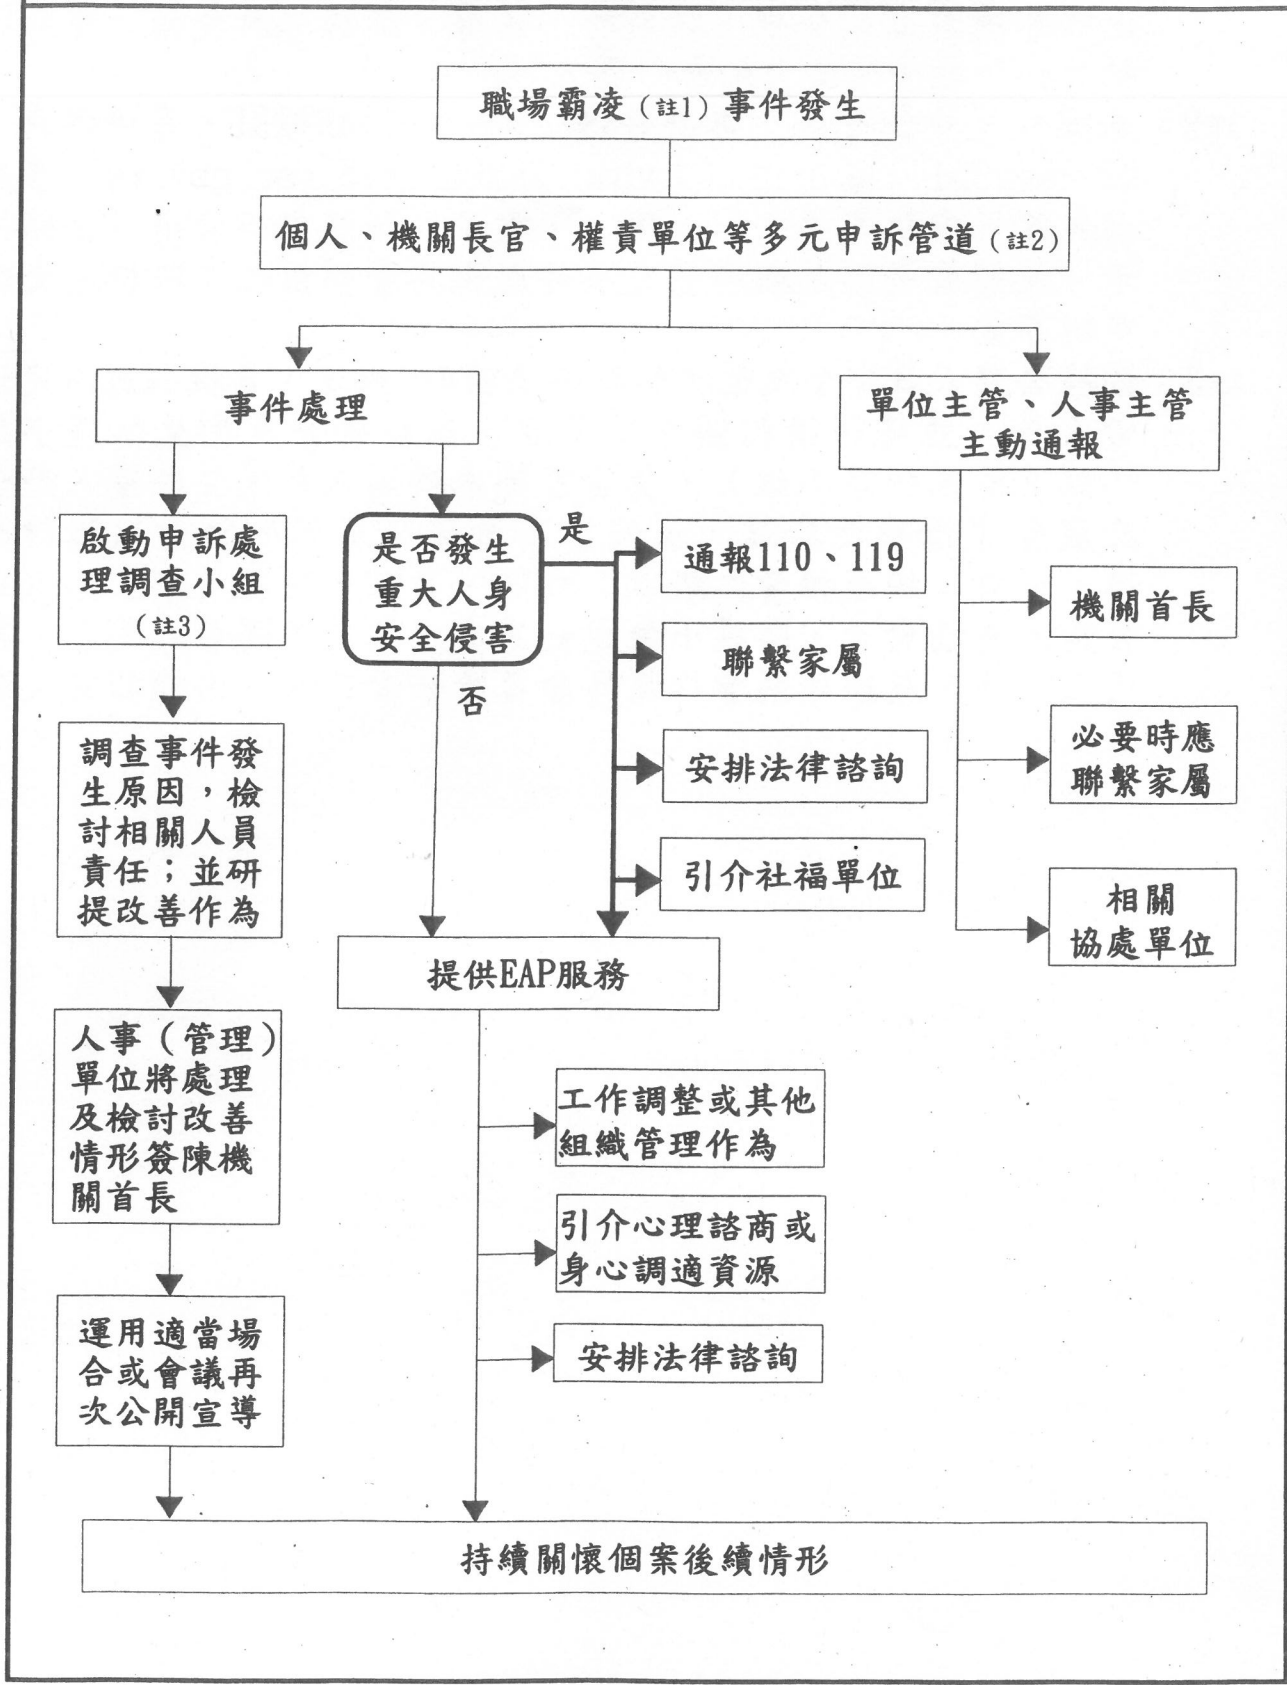 職場霸凌(註1)事件發生
個人、機關長官、權責單位等多元申訴管道(註2)
事件處理
單位主管、人事主管
主動通報
啟動申訴處
理調查小組
(註3)
是否發生
重大人身
安全侵害
是
否
通報110、119
聯繫家屬
安排法律諮詢
引介社福單位
機關首長
必要時應
聯繫家屬
相關
協處單位
調查事件發
生原因，檢
討相關人員
責任；並研
提改善作為
提供EAP服務
人事（管理）
單位將處理
及檢討改善
情形簽陳機
關首長
工作調整或其他
組織管理作為
引介心理諮商或
身心調適資源
安排法律諮詢
運用適當場
合或會議再
次公開宣導
持續關懷個案後續情形